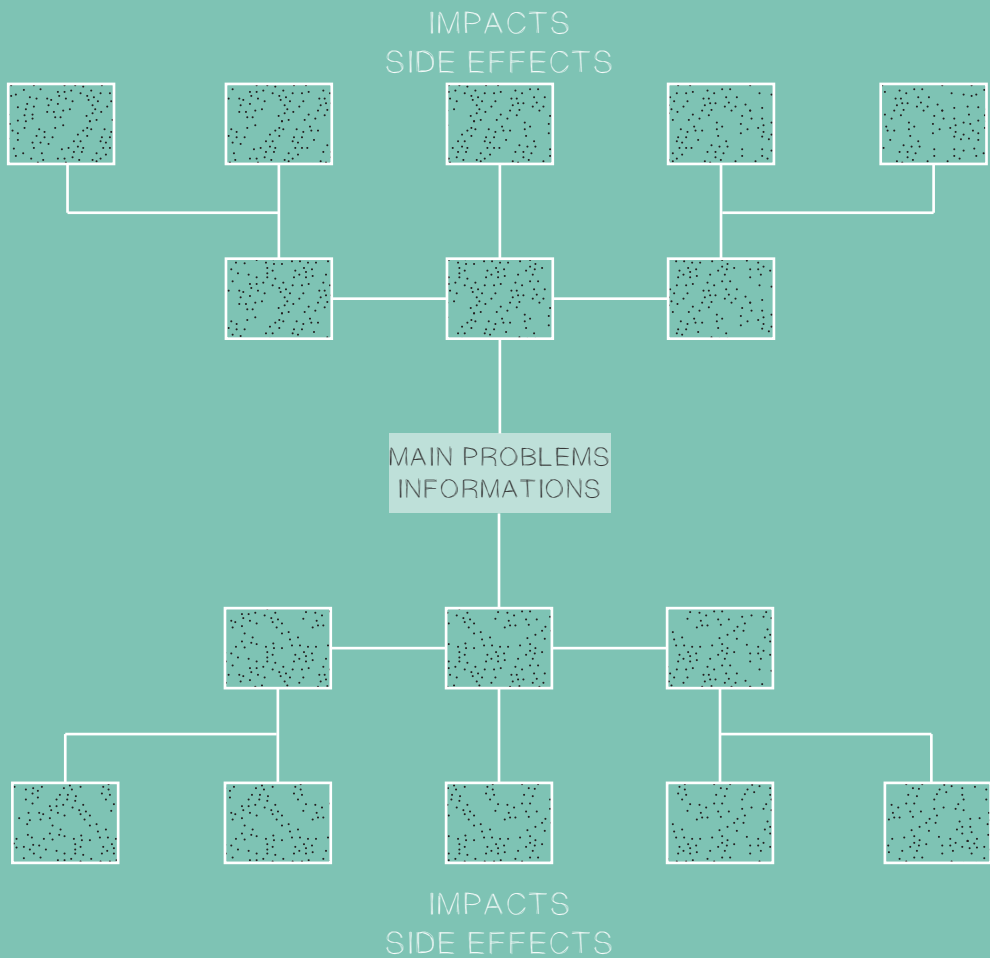 IMPACTS
SIDE EFFECTS
MAIN PROBLEMS
INFORMATIONS
IMPACTS
SIDE EFFECTS